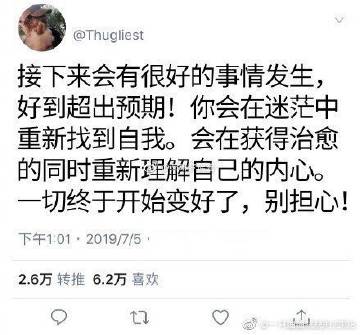 @Thugliest
接下来会有很好的事情发生，
好到超出预期！你会在迷茫中
重新找到自我。会在获得治愈
的同时重新理解自己的内心。
一切终于开始变好了，别担心！
下午1:01 · 2019/7/5 ·
2.6万 转推 6.2万 喜欢